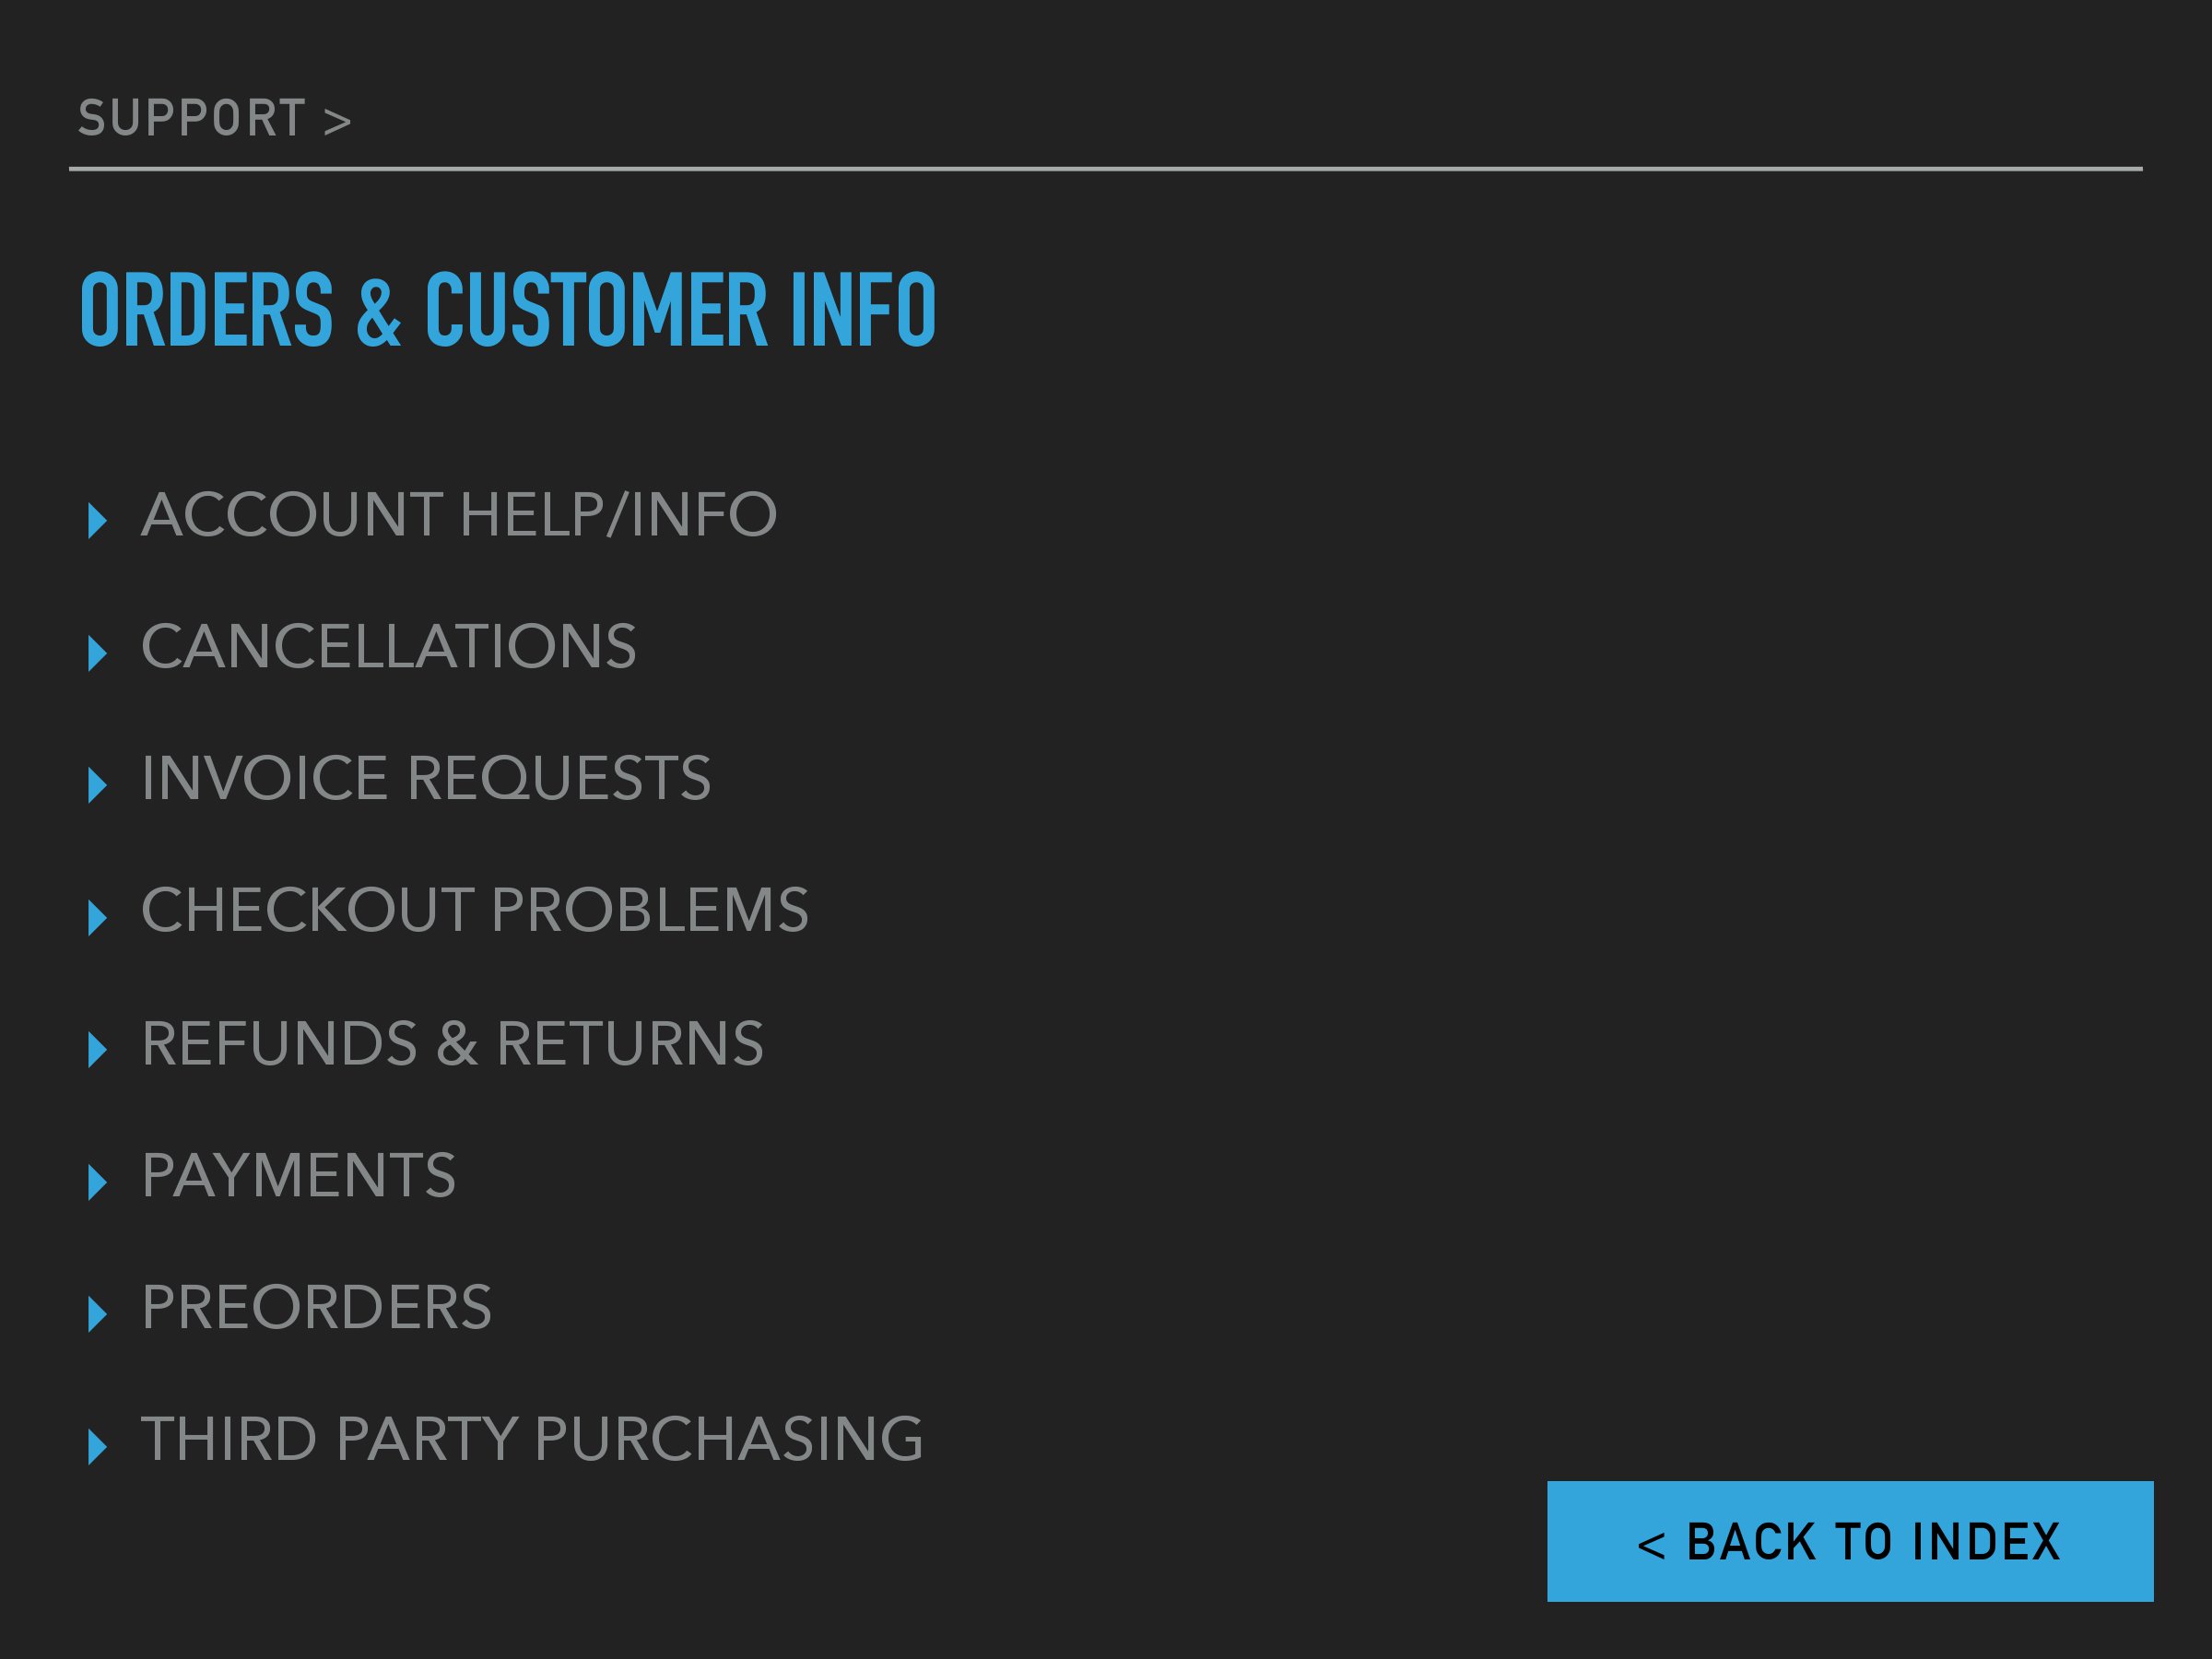 SUPPORT >
ORDERS & CUSTOMER INFO
ACCOUNT HELP/INFO
CANCELLATIONS
INVOICE REQUESTS
CHECKOUT PROBLEMS
REFUNDS & RETURNS
PAYMENTS
PREORDERS
THIRD PARTY PURCHASING
< BACK TO INDEX